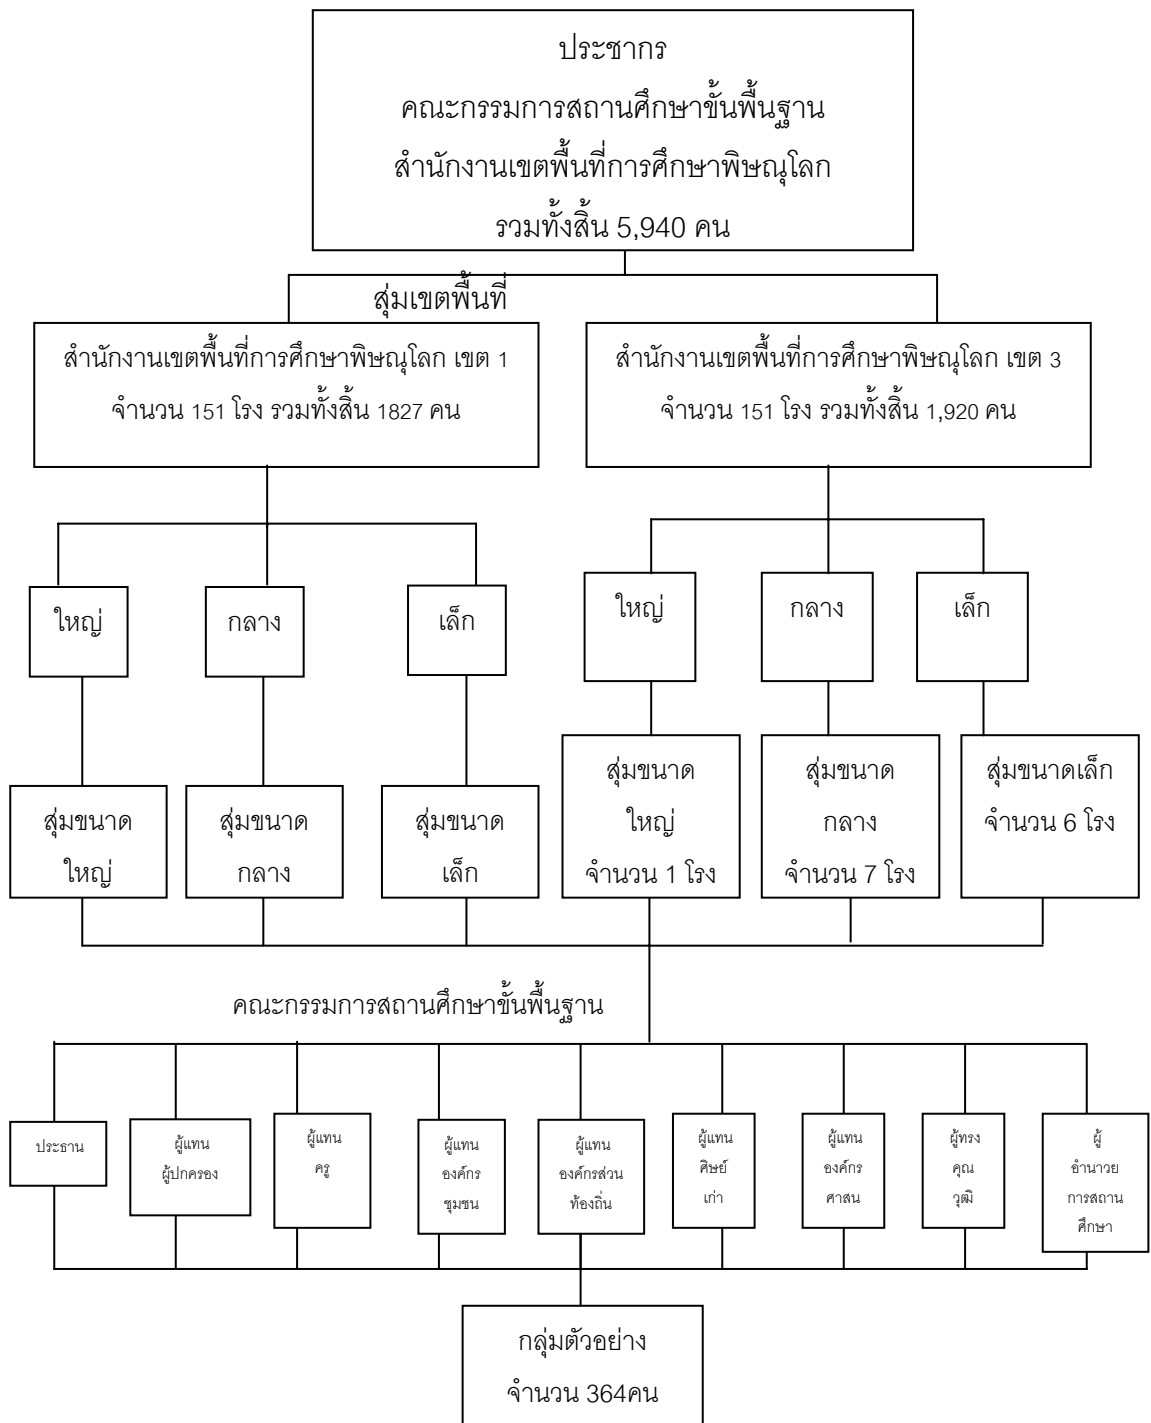 ประชากร
คณะกรรมการสถานศึกษาขั้นพื้นฐาน
สำนักงานเขตพื้นที่การศึกษาพิษณุโลก
รวมทั้งสิ้น 5,940 คน
สุ่มเขตพื้นที่
สำนักงานเขตพื้นที่การศึกษาพิษณุโลก เขต 1
จำนวน 151 โรง รวมทั้งสิ้น 1827 คน
สำนักงานเขตพื้นที่การศึกษาพิษณุโลก เขต 3
จำนวน 151 โรง รวมทั้งสิ้น 1,920 คน
ใหญ่
กลาง
เล็ก
ใหญ่
กลาง
เล็ก
สุ่มขนาด
ใหญ่
สุ่มขนาด
กลาง
สุ่มขนาด
เล็ก
สุ่มขนาด
ใหญ่
จำนวน 1 โรง
สุ่มขนาด
กลาง
จำนวน 7 โรง
สุ่มขนาดเล็ก
จำนวน 6 โรง
คณะกรรมการสถานศึกษาขั้นพื้นฐาน
ประธาน
ผู้แทน
ผู้ปกครอง
ผู้แทน
ครู
ผู้แทน
องค์กร
ชุมชน
ผู้แทน
องค์กรส่วน
ท้องถิ่น
ผู้แทน
ศิษย์
เก่า
ผู้แทน
องค์กร
ศาสน
ผู้ทรง
คุณ
วุฒิ
ผู้
อำนาวย
การสถาน
ศึกษา
กลุ่มตัวอย่าง
จำนวน 364คน